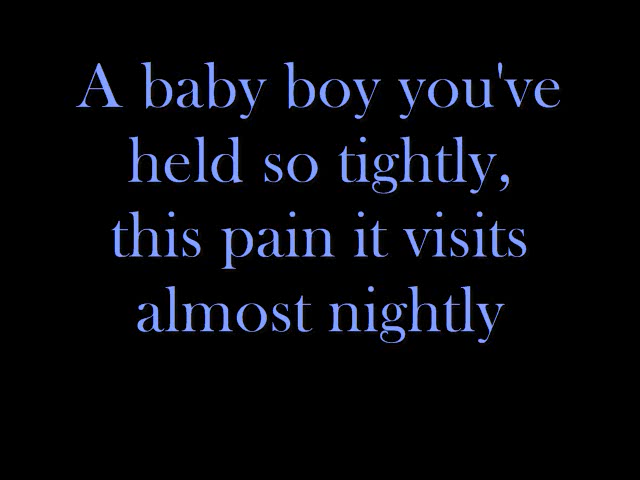 A baby boy you've
held so tightly,
this pain it visits
almost nightly